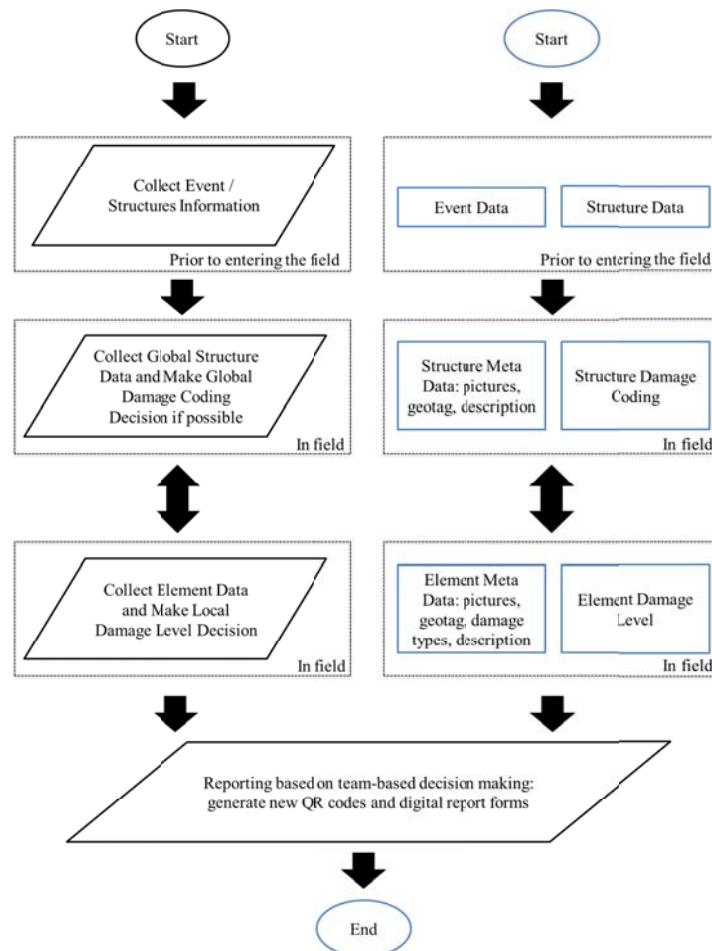 Start
Start
Collect Event /
Structures Information
Prior to entering the field
Event Data
Structure Data
Prior to entering the field
Collect Global Structure
Data and Make Global
Damage Coding
Decision if possible
In field
Structure Meta
Data: pictures,
geotag, description
Structure Damage
Coding
In field
Collect Element Data
and Make Local
Damage Level Decision
In field
Element Meta
Data: pictures,
geotag, damage
types, description
Element Damage
Level
In field
Reporting based on team-based decision making:
generate new QR codes and digital report forms
End